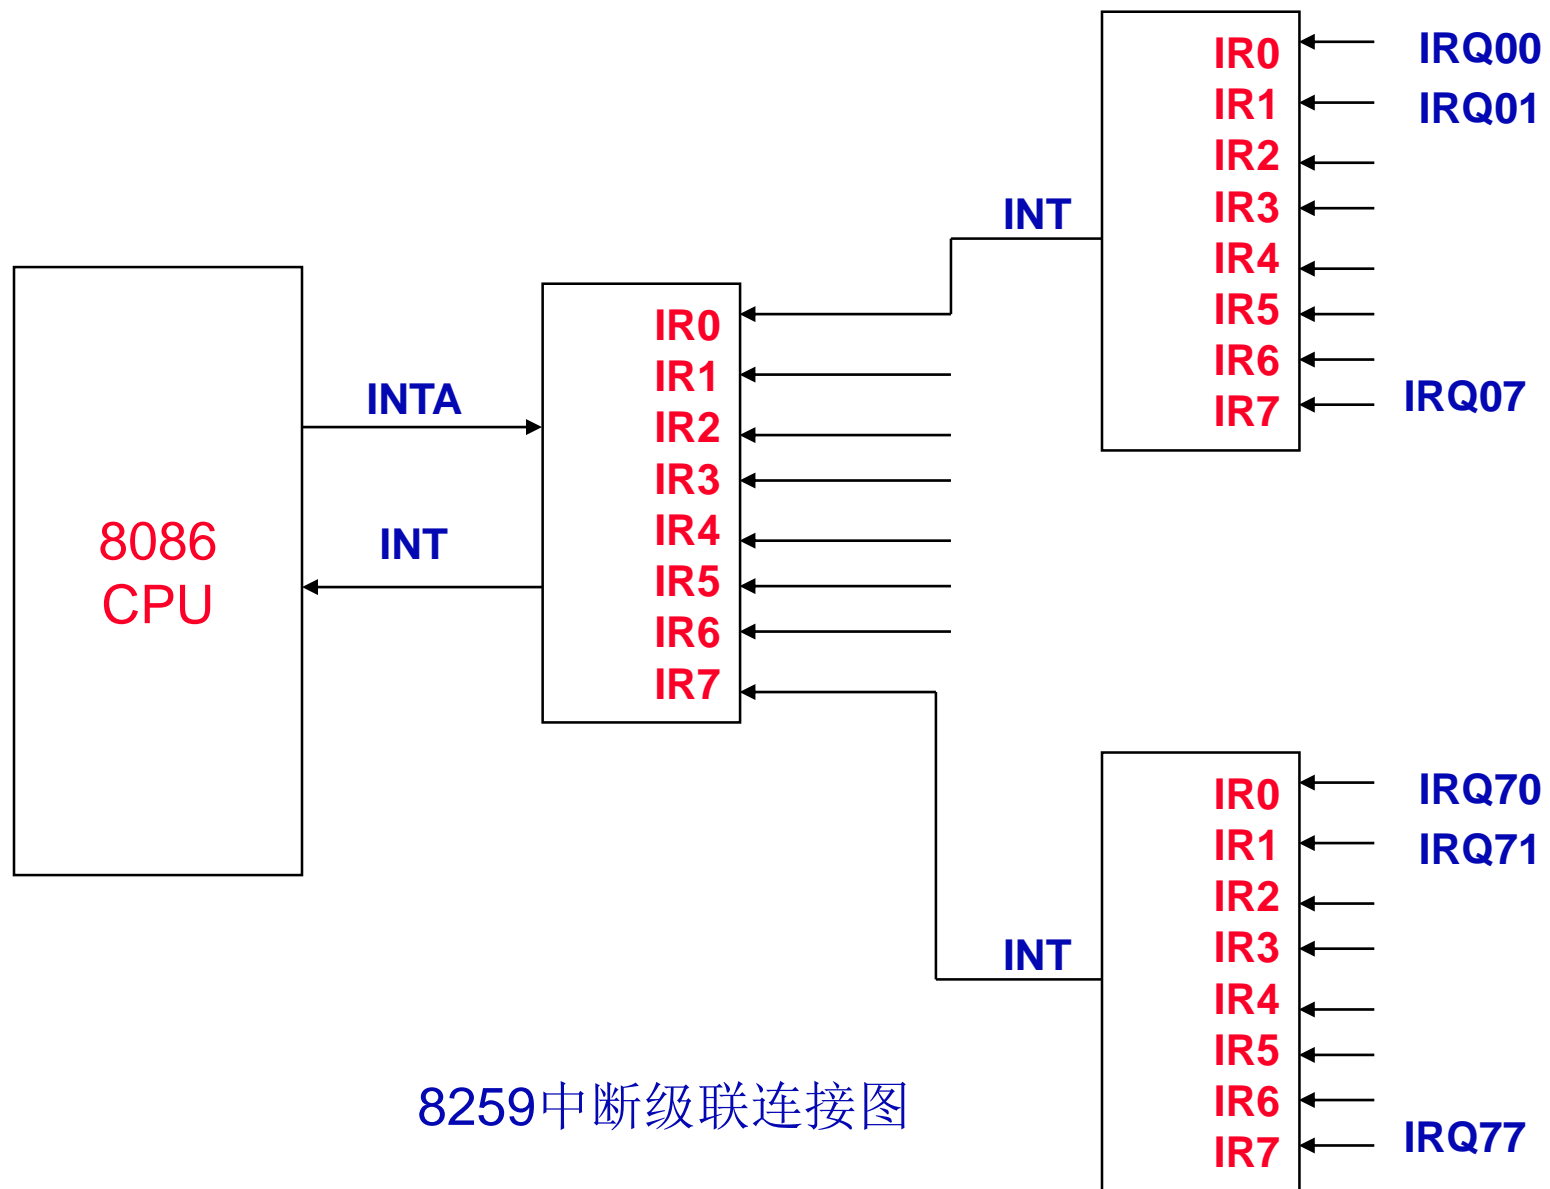 8086
CPU
INTA
INT
IR0
IR1
IR2
IR3
IR4
IR5
IR6
IR7
INT
IR0
IR1
IR2
IR3
IR4
IR5
IR6
IR7
IRQ00
IRQ01
IRQ07
INT
IR0
IR1
IR2
IR3
IR4
IR5
IR6
IR7
IRQ70
IRQ71
IRQ77
8259中断级联连接图